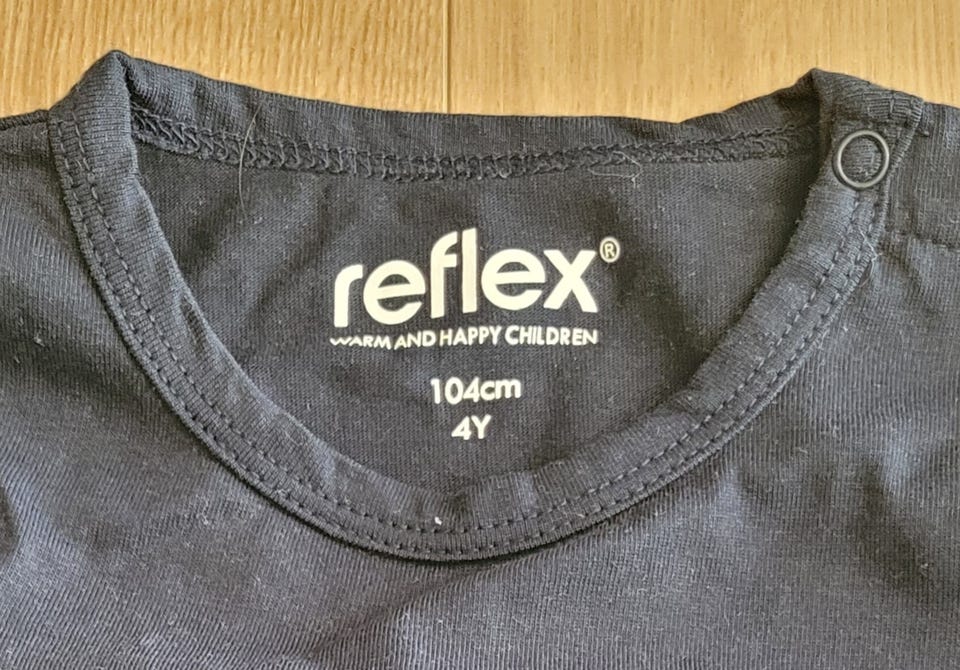 reflex®
WARM AND HAPPY CHILDREN
104cm
4Y